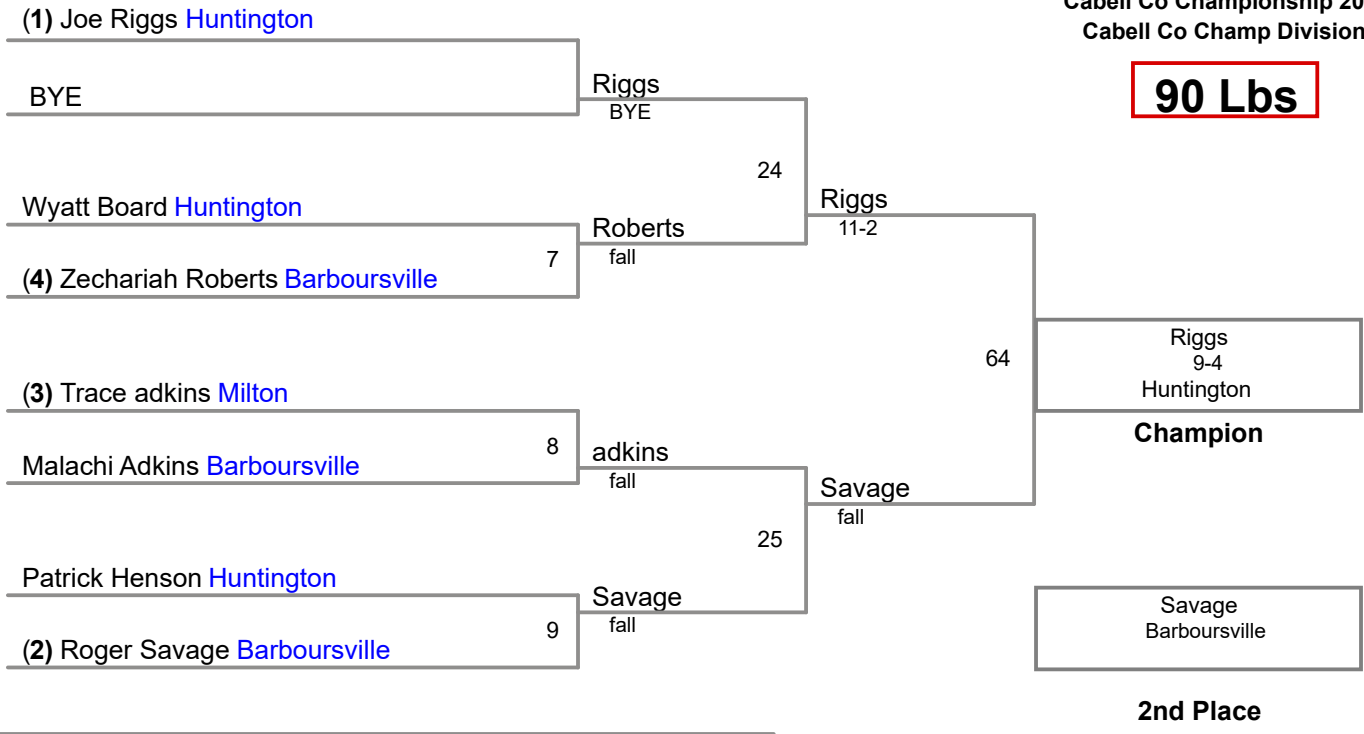 (1) Joe Riggs Huntington
Cabell Co Championship 20
Cabell Co Champ Division
BYE
Riggs
BYE
90 Lbs
24
Wyatt Board Huntington
Riggs
11-2
Roberts
fall
7
(4) Zechariah Roberts Barboursville
64
Riggs
9-4
Huntington
(3) Trace adkins Milton
Champion
8
adkins
fall
Malachi Adkins Barboursville
Savage
fall
25
Patrick Henson Huntington
Savage
fall
9
(2) Roger Savage Barboursville
Savage
Barboursville
2nd Place